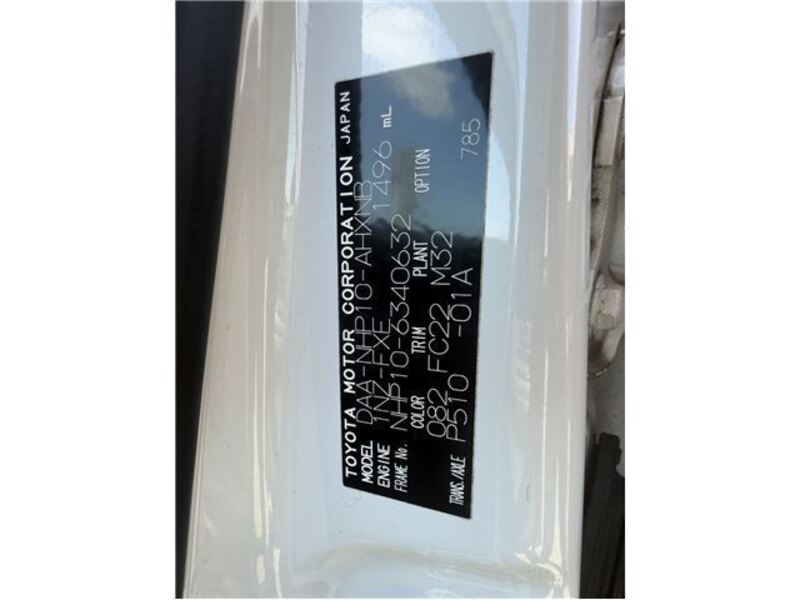 TOYOTA MOTOR CORPORATION JAPAN
MODEL DAA-NHP10-AHXNB
ENGINE 1NZ-FXE 1496 mL
FRAME No. NHP10-6340632
COLOR TRIM PLANT OPTION
082 FC22 M32
TRANS./AXLE P510 -01A 785